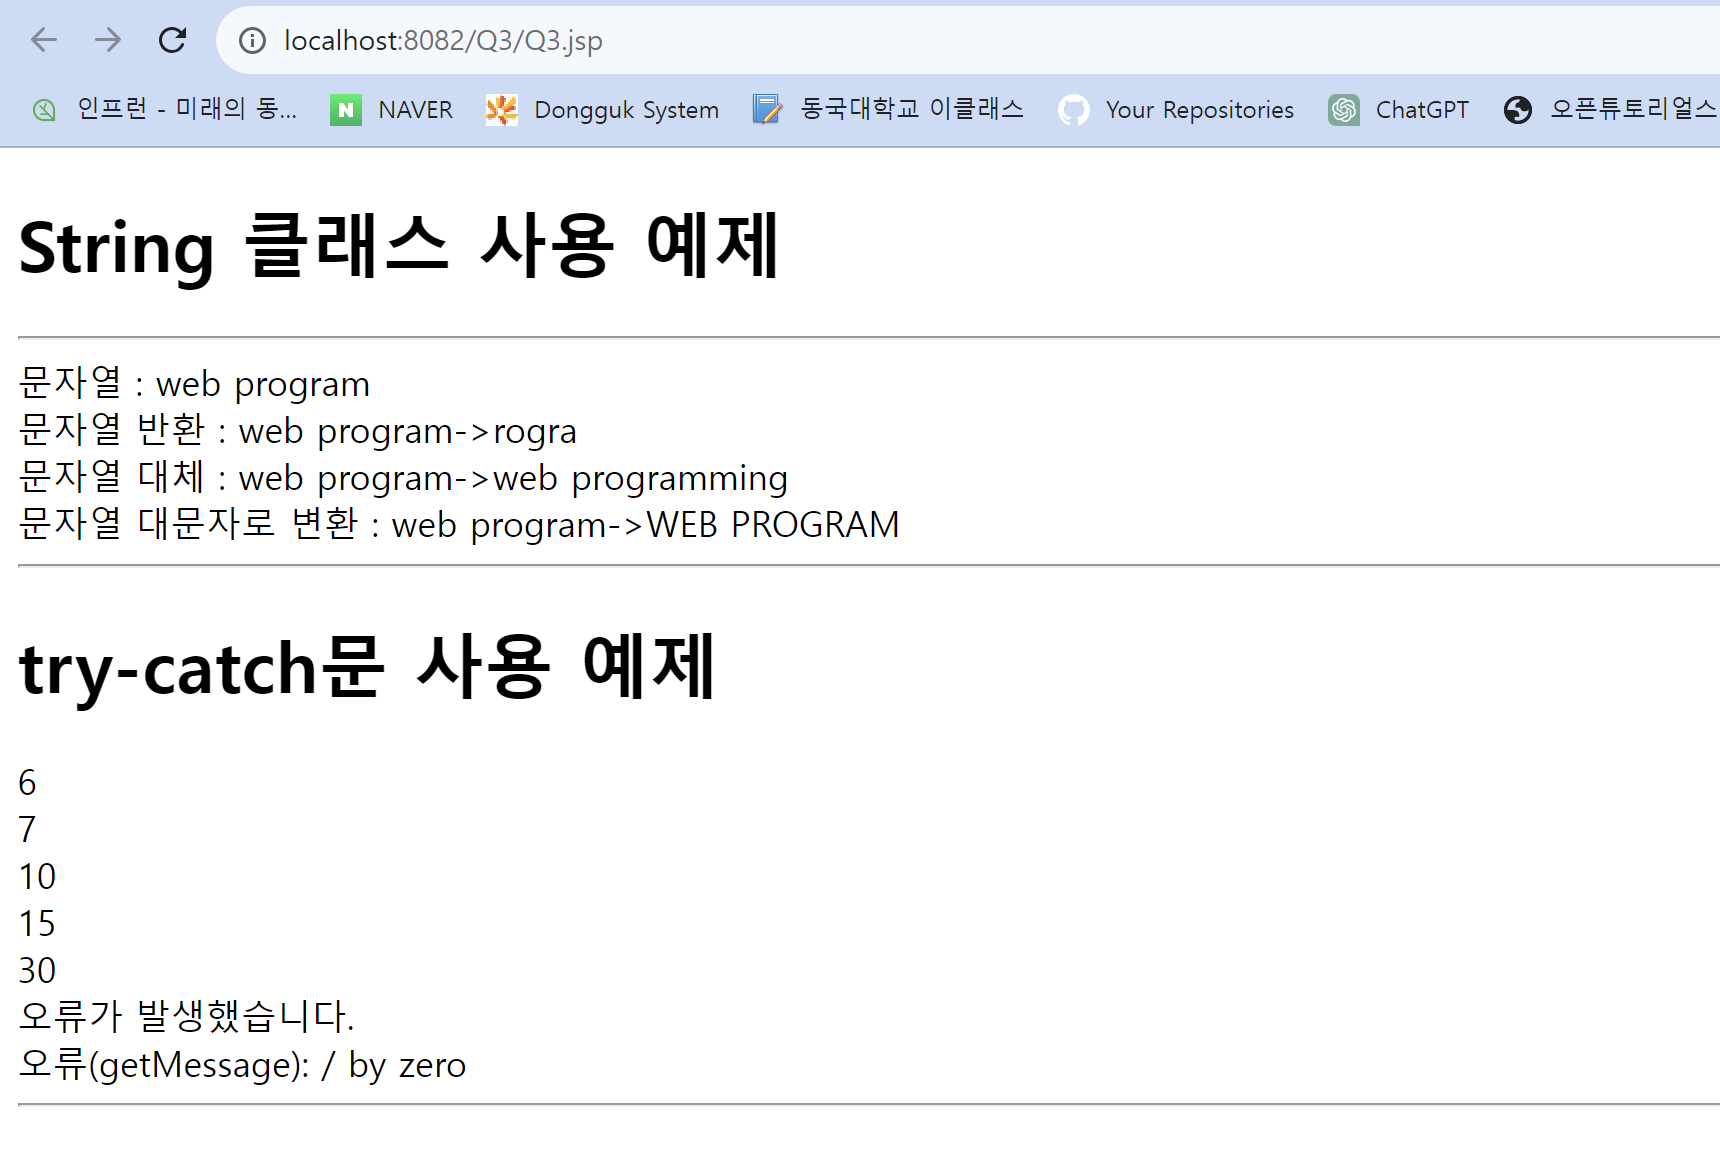 localhost:8082/Q3/Q3.jsp
인프런 - 미래의 동... NAVER Dongguk System 동국대학교 이클래스 Your Repositories ChatGPT 오픈튜토리얼스
String 클래스 사용 예제
문자열 : web program
문자열 반환 : web program->rogra
문자열 대체 : web program->web programming
문자열 대문자로 변환 : web program->WEB PROGRAM
try-catch문 사용 예제
6
7
10
15
30
오류가 발생했습니다.
오류(getMessage): / by zero